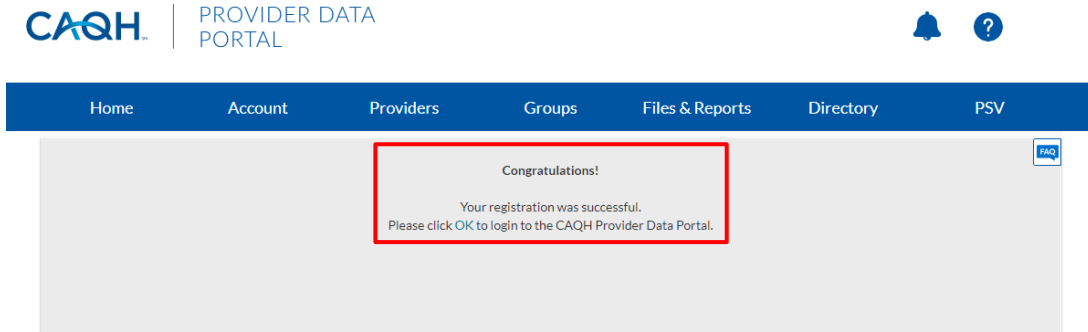 CAQH
PROVIDER DATA
PORTAL
?
Home Account Providers Groups Files & Reports Directory PSV
FAQ
Congratulations!
Your registration was successful.
Please click OK to login to the CAQH Provider Data Portal.